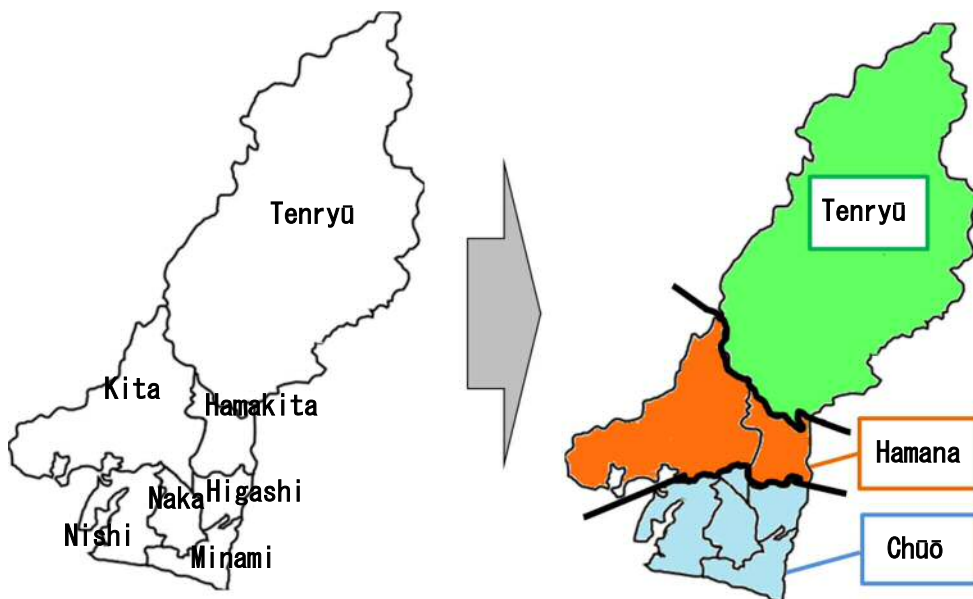 Tenryū
Kita
Hamakita
Naka
Higashi
Nishi
Minami
Tenryū
Hamana
Chūō